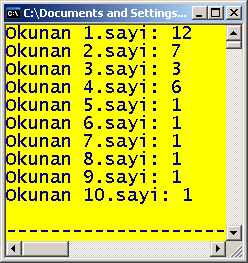 C:\Documents and Settings...
Okunan 1.sayi: 12
Okunan 2.sayi: 7
Okunan 3.sayi: 3
Okunan 4.sayi: 6
Okunan 5.sayi: 1
Okunan 6.sayi: 1
Okunan 7.sayi: 1
Okunan 8.sayi: 1
Okunan 9.sayi: 1
Okunan 10.sayi: 1
--------------------